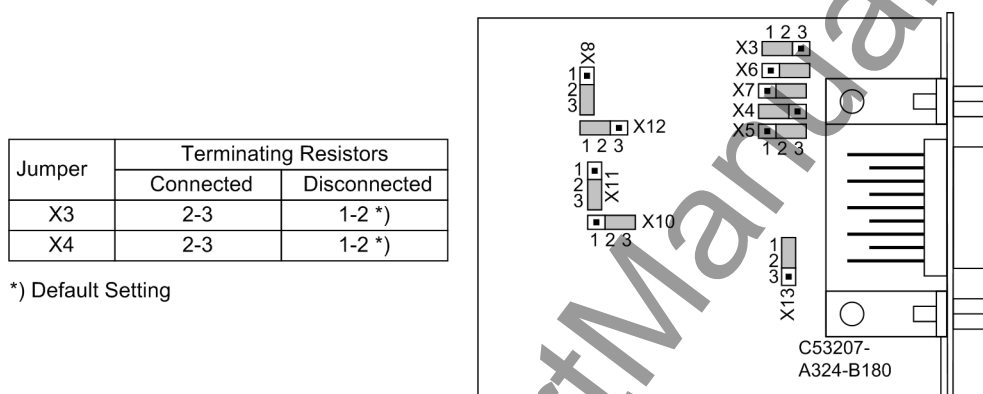 Jumper
Terminating Resistors
Connected
Disconnected
X3
2-3
1-2 *)
X4
2-3
1-2 *)
*) Default Setting
X8
1
2
3
X12
1 2 3
1
2
3
X11
X10
1 2 3
1 2 3
X3
X6
X7
X4
X5
1 2 3
1
2
3
X13
C53207-
A324-B180